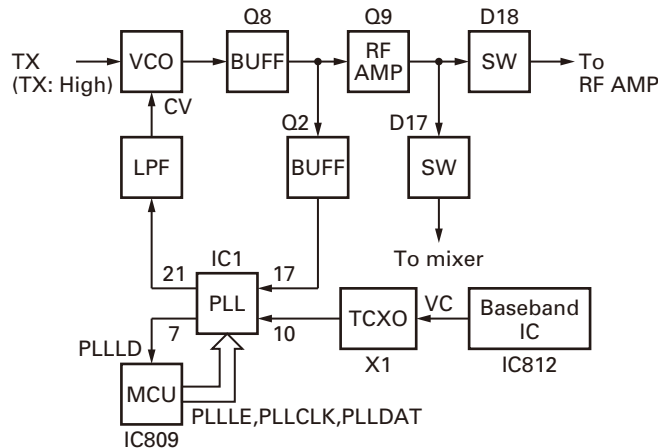 Q8
Q9
D18
TX
(TX: High)
VCO
BUFF
RF
AMP
SW
To
RF AMP
CV
Q2
D17
LPF
BUFF
SW
IC1
To mixer
21
17
PLL
TCXO
VC
Baseband
IC
7
10
PLLLD
X1
IC812
MCU
PLLLE,PLLCLK,PLLDAT
IC809